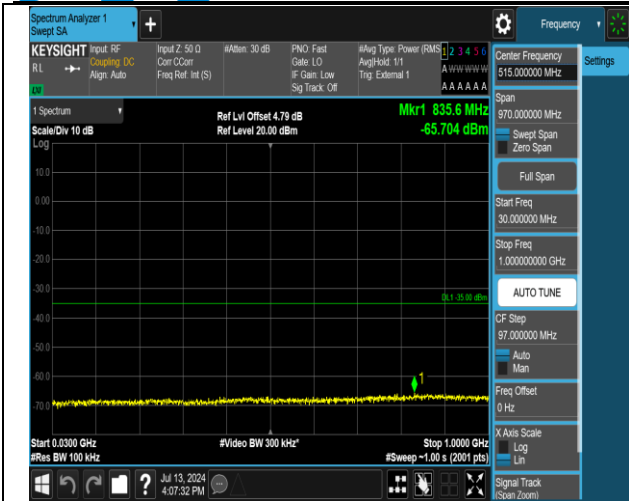 Spectrum Analyzer 1
Swept SA
Frequency
KEYSIGHT
RL
LNI
Input: RF
Coupling: DC
Align: Auto
Input Z: 50 Ω
Corr CCorr
Freq Ref: Int (S)
#Atten: 30 dB
PNO: Fast
Gate: LO
IF Gain: Low
Sig Track: Off
#Avg Type: Power (RMS
Avg|Hold: 1/1
Trig: External 1
1 2 3 4 5 6
A W W W W W
A A A A A A
1 Spectrum
Scale/Div 10 dB
Log
Ref Lvl Offset 4.79 dB
Ref Level 20.00 dBm
Mkr1 835.6 MHz
-65.704 dBm
10.0
0.00
-10.0
-20.0
-30.0
-40.0
-50.0
-60.0
-70.0
DL1 -35.00 dBm
1
Start 0.0300 GHz
#Res BW 100 kHz
#Video BW 300 kHz*
Stop 1.0000 GHz
#Sweep ~1.00 s (2001 pts)
Jul 13, 2024
4:07:32 PM
Center Frequency
515.000000 MHz
Settings
Span
970.000000 MHz
Swept Span
Zero Span
Full Span
Start Freq
30.000000 MHz
Stop Freq
1.000000000 GHz
AUTO TUNE
CF Step
97.000000 MHz
Auto
Man
Freq Offset
0 Hz
X Axis Scale
Log
Lin
Signal Track
(Span Zoom)